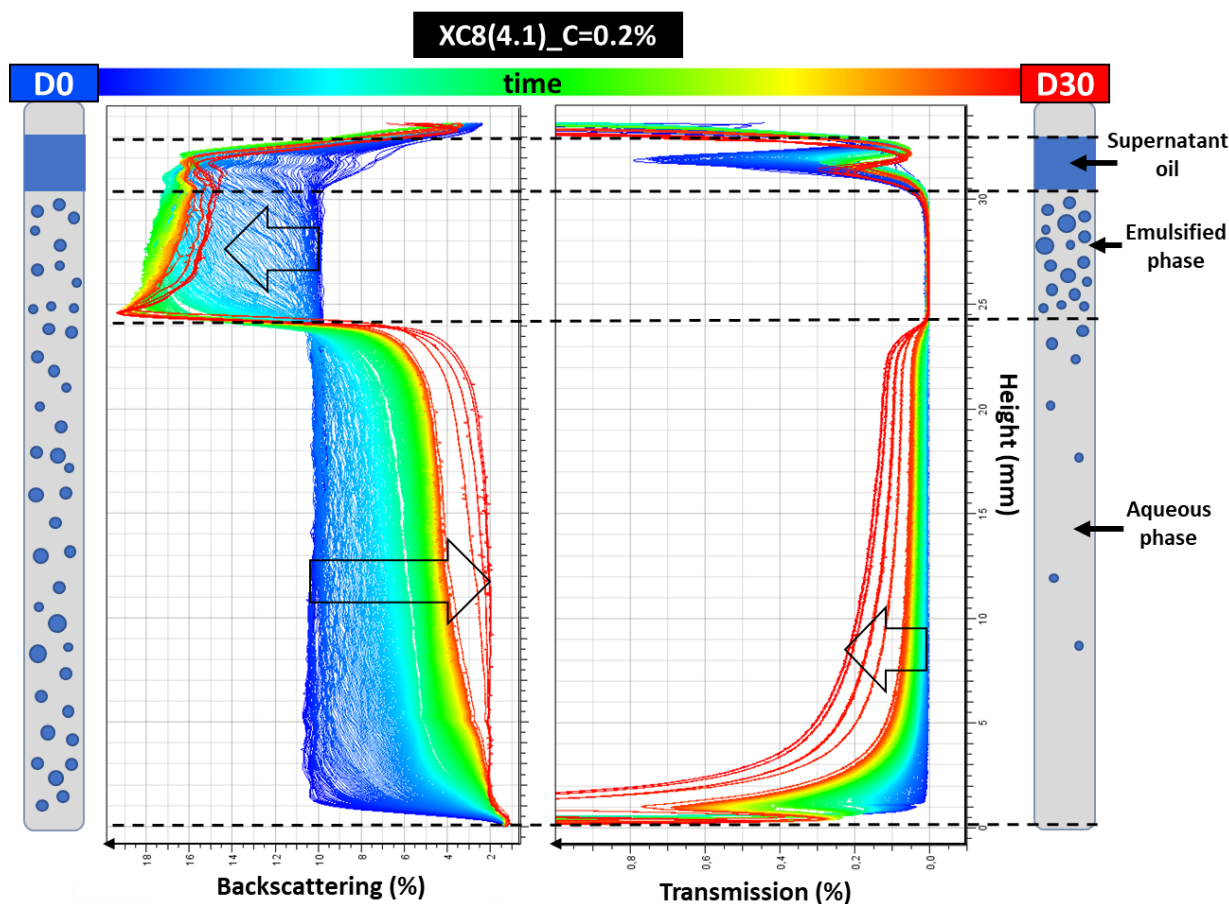 XC8(4.1)_C=0.2%
D0
time
D30
Supernatant
oil
Emulsified
phase
Aqueous
phase
30
25
20
15
10
5
0
Height (mm)
18
16
14
12
10
8
6
4
2
Backscattering (%)
0,8
0,6
0,4
0,2
0,0
Transmission (%)